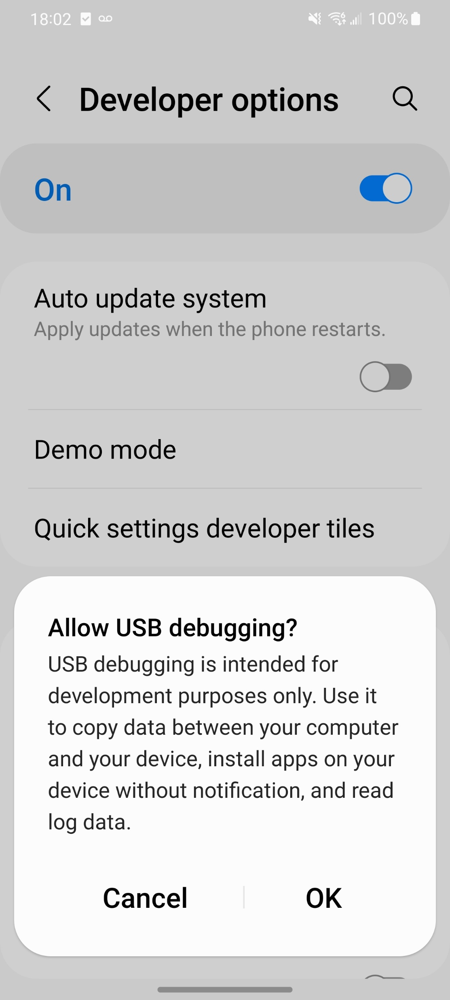 18:02
100%
Developer options
On
Auto update system
Apply updates when the phone restarts.
Demo mode
Quick settings developer tiles
Allow USB debugging?
USB debugging is intended for
development purposes only. Use it
to copy data between your computer
and your device, install apps on your
device without notification, and read
log data.
Cancel
OK